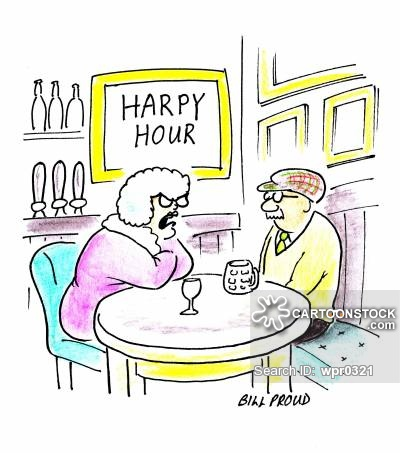 HARPY
HOUR
CARTOONSTOCK
.com
Search ID: wpr0321
BILL PROUD